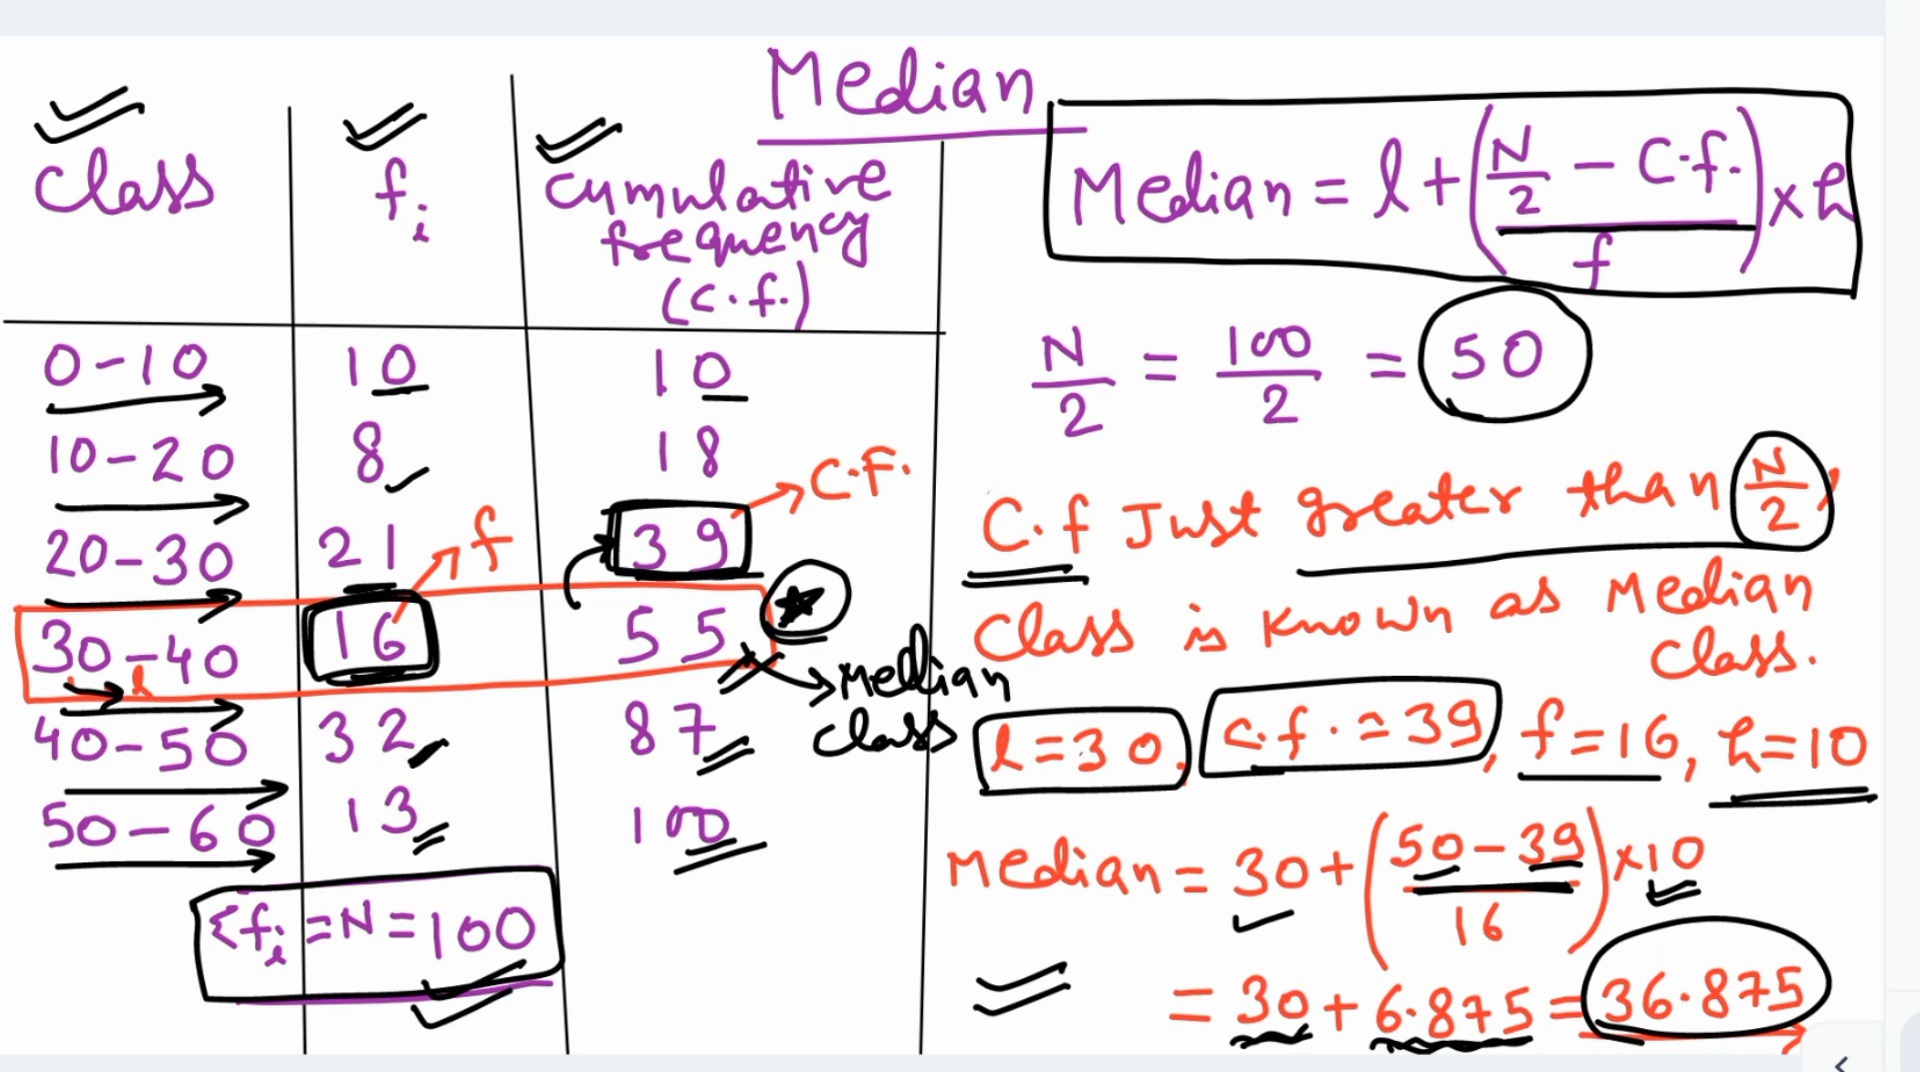 Median
Class fi Cumulative frequency (C.f.)
0-10 10 10
10-20 8 18
20-30 21 39
30-40 16 55
40-50 32 87
50-60 13 100
Σfi = N = 100
f
C.F.
l
Median class
Median = l + (N/2 - C.f. / f) × h
N/2 = 100/2 = 50
C.f Just greater than N/2,
Class is known as Median
Class.
l=30, c.f.=39, f=16, h=10
Median = 30 + (50-39/16) × 10
= 30 + 6.875 = 36.875